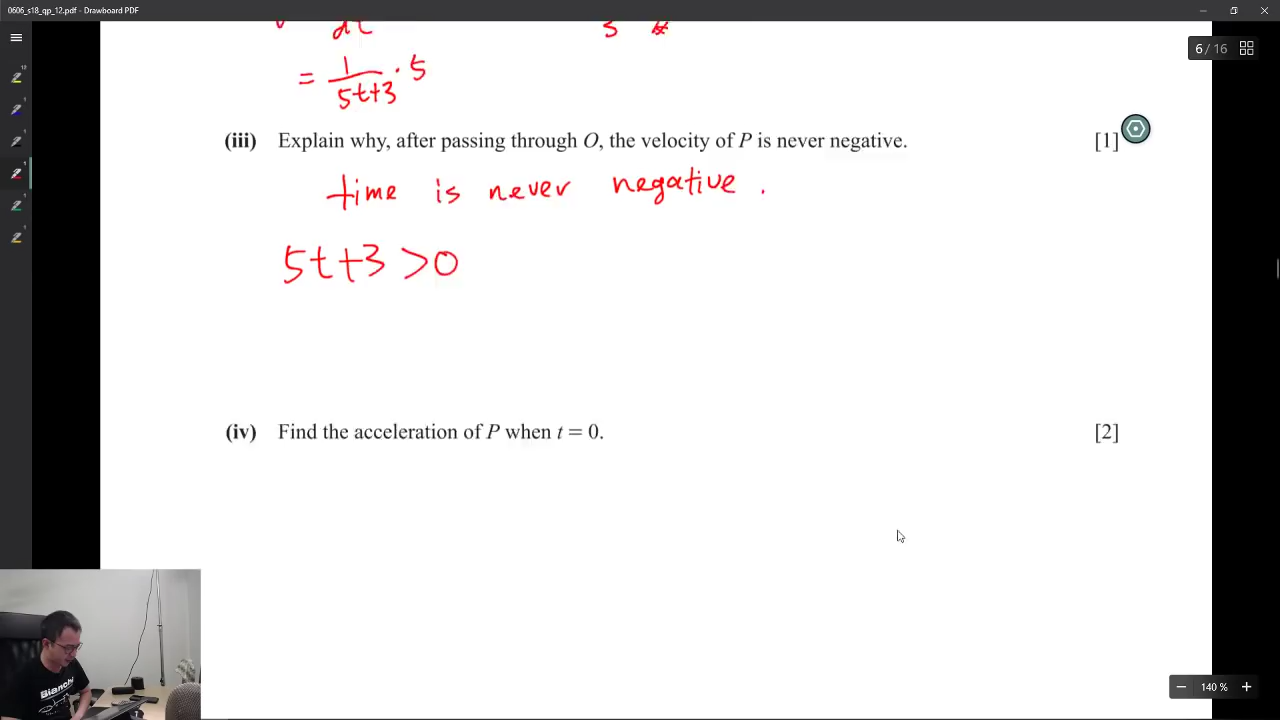 0606_s18_qp_12.pdf - Drawboard PDF
6 / 16
dt
= 1/(5t+3) · 5
(iii) Explain why, after passing through O, the velocity of P is never negative. [1]
time is never negative.
5t+3 >0
(iv) Find the acceleration of P when t = 0. [2]
Bianchi
140 %